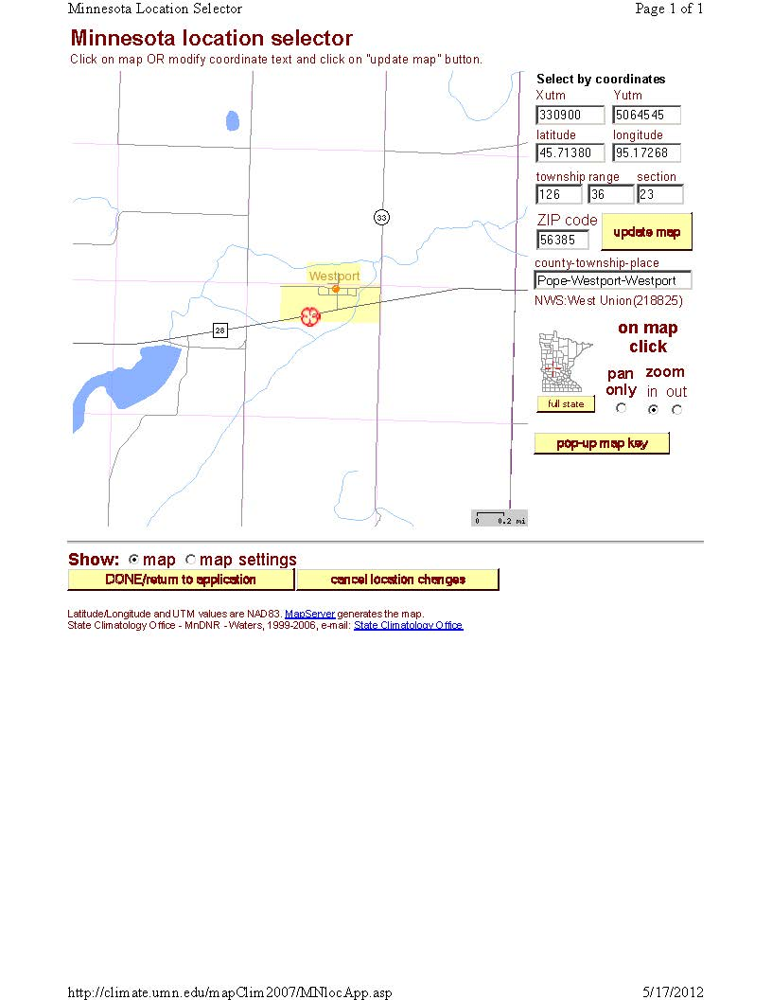 Minnesota Location Selector Page 1 of 1
Minnesota location selector
Click on map OR modify coordinate text and click on "update map" button.
Select by coordinates
Xutm Yutm
330900 5064545
latitude longitude
45.71380 95.17268
township range section
126 36 23
ZIP code
56385
update map
county-township-place
Pope-Westport-Westport
NWS:West Union(218825)
on map
click
pan zoom
only in out
full state
pop-up map key
33
Westport
28
0 0.2 mi
Show: map map settings
DONE/return to application cancel location changes
Latitude/Longitude and UTM values are NAD83. MapServer generates the map.
State Climatology Office - MnDNR - Waters, 1999-2006, e-mail: State Climatology Office
http://climate.umn.edu/mapClim2007/MNlocApp.asp 5/17/2012